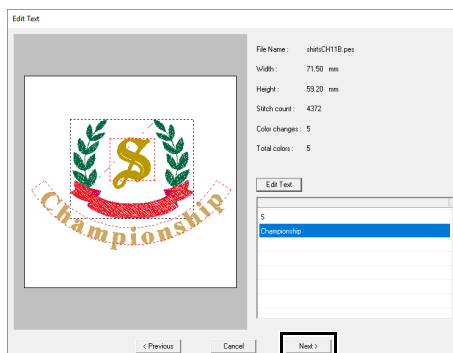 Edit Text
File Name : shirtsCH11B.pes
Width : 71.50 mm
Height : 59.20 mm
Stitch count : 4372
Color changes : 5
Total colors : 5
S
Championship
Edit Text
S
Championship
< Previous Cancel Next >